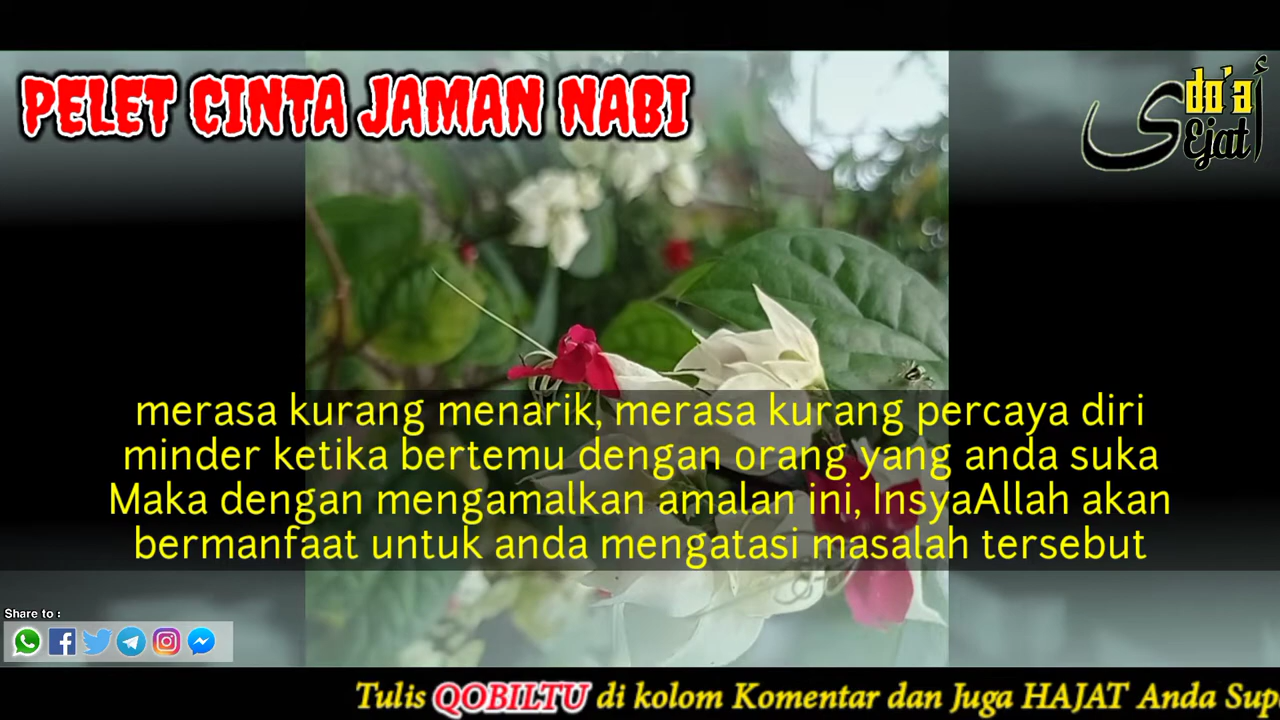 PELET CINTA JAMAN NABI
do'a
Ejati
merasa kurang menarik, merasa kurang percaya diri
minder ketika bertemu dengan orang yang anda suka
Maka dengan mengamalkan amalan ini, InsyaAllah akan
bermanfaat untuk anda mengatasi masalah tersebut
Share to :
Tulis QOBILTU di kolom Komentar dan Juga HAJAT Anda Sup